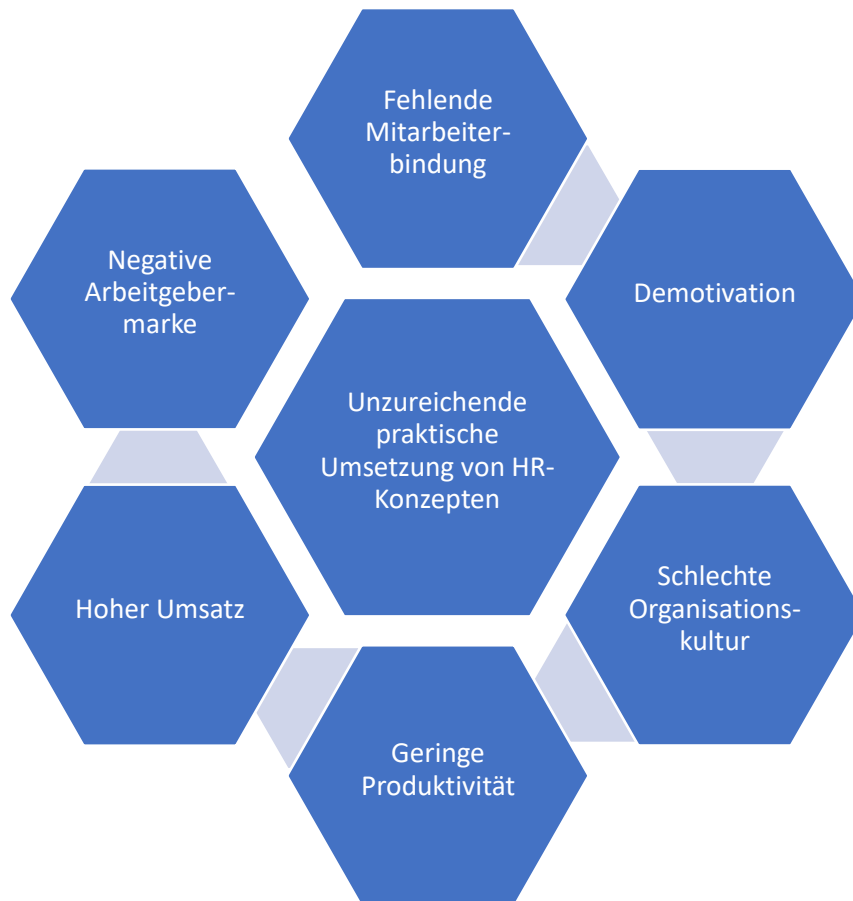 Fehlende
Mitarbeiter-
bindung
Demotivation
Schlechte
Organisations-
kultur
Geringe
Produktivität
Hoher Umsatz
Negative
Arbeitgeber-
marke
Unzureichende
praktische
Umsetzung von HR-
Konzepten